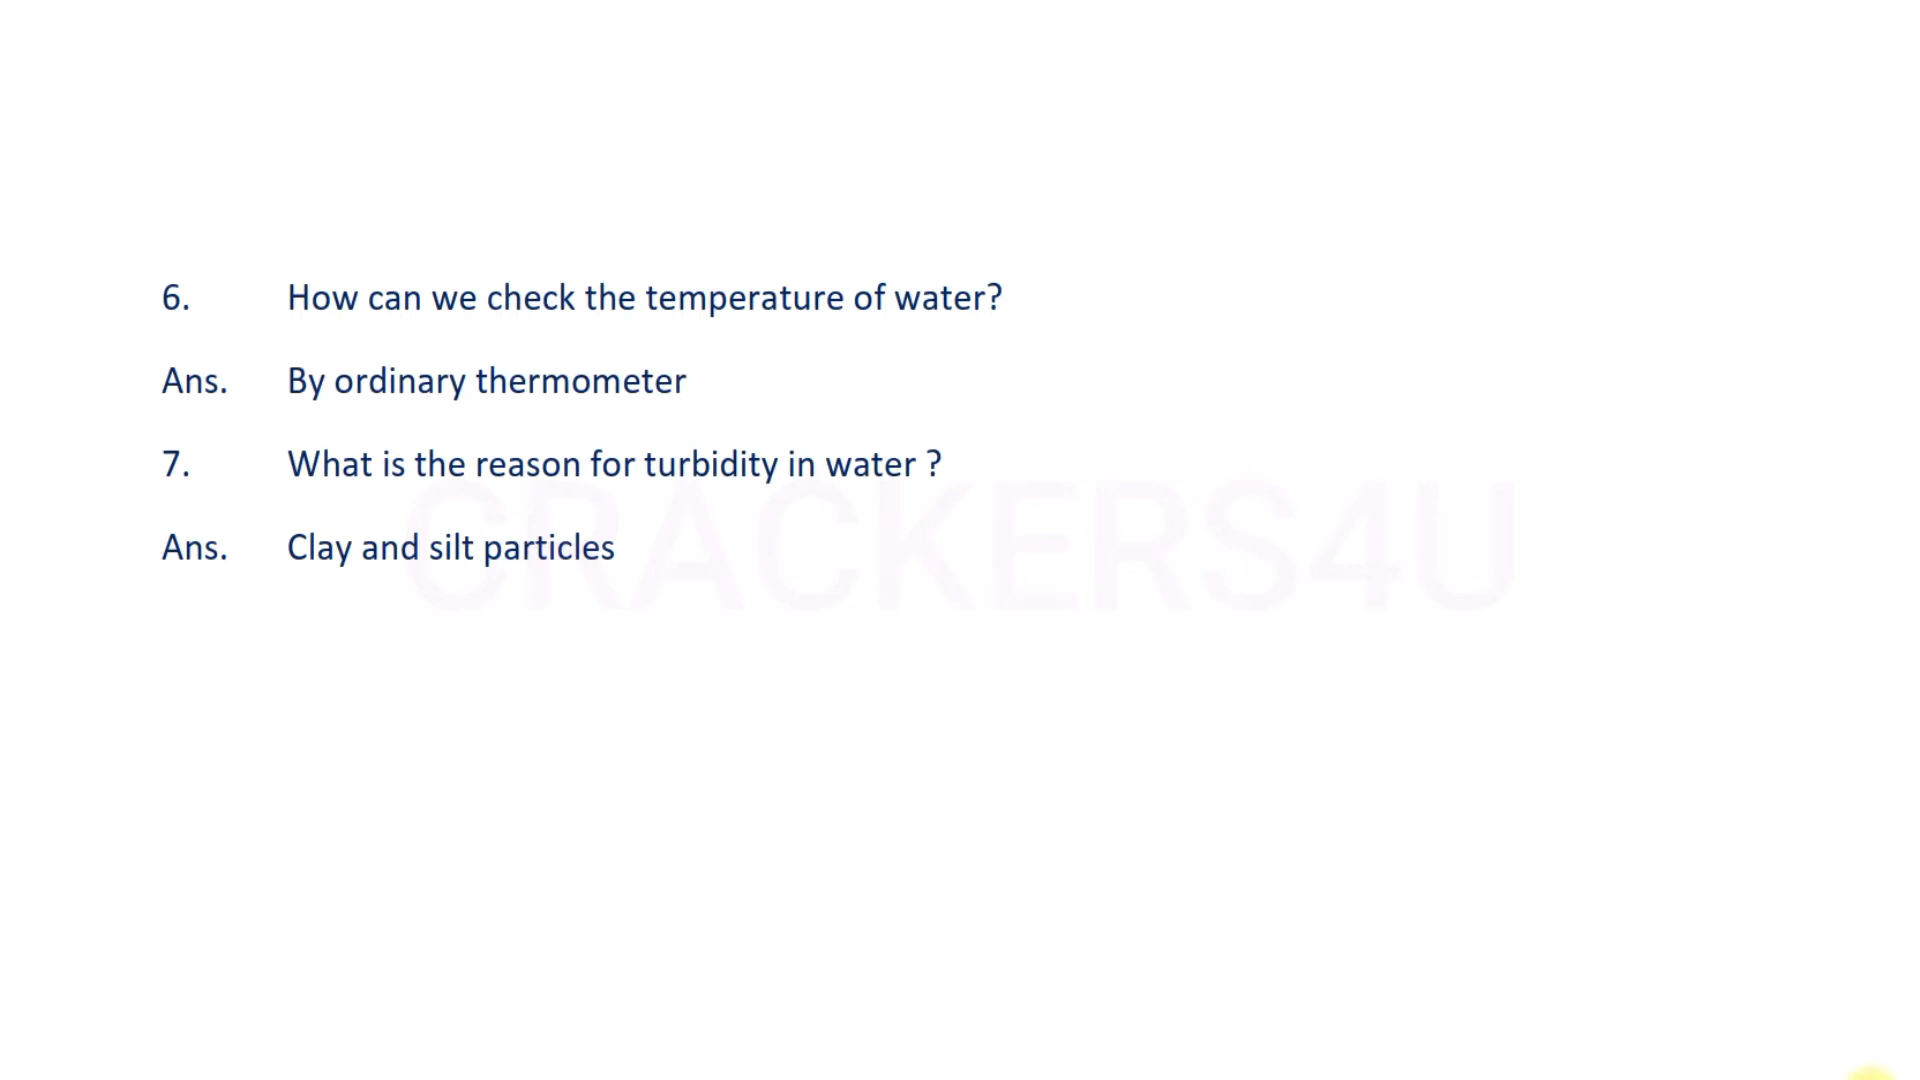 6. How can we check the temperature of water?
Ans. By ordinary thermometer
7. What is the reason for turbidity in water ?
Ans. Clay and silt particles
CRACKERS4U